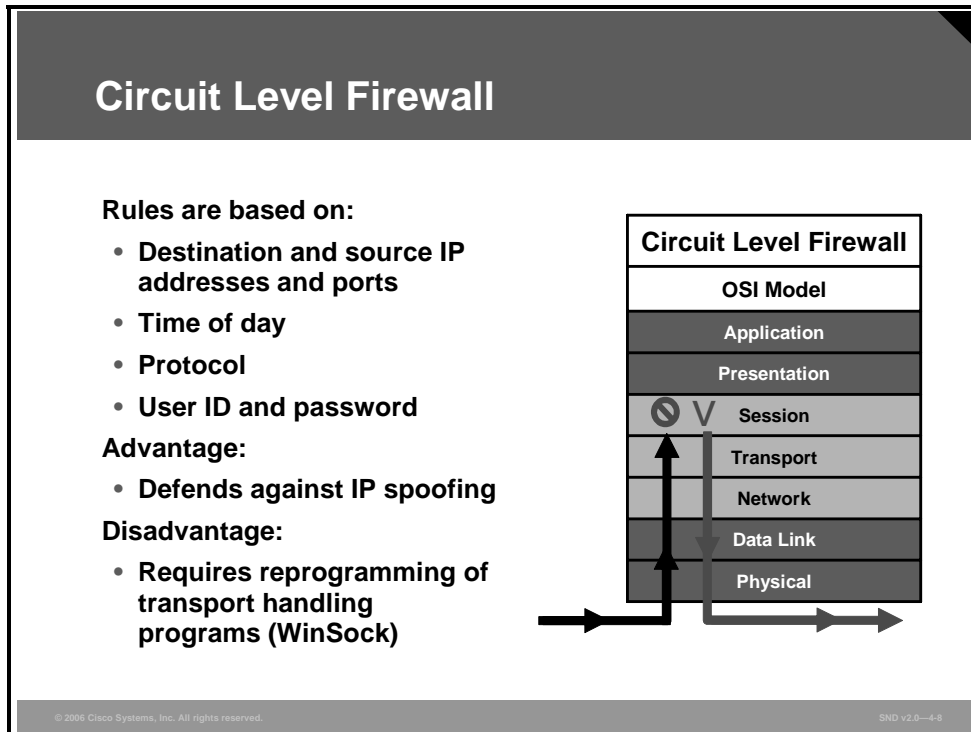 Circuit Level Firewall
Rules are based on:
• Destination and source IP
addresses and ports
• Time of day
• Protocol
• User ID and password
Advantage:
• Defends against IP spoofing
Disadvantage:
• Requires reprogramming of
transport handling
programs (WinSock)
Circuit Level Firewall
OSI Model
Application
Presentation
V Session
Transport
Network
Data Link
Physical
© 2006 Cisco Systems, Inc. All rights reserved.
SND v2.0—4-8